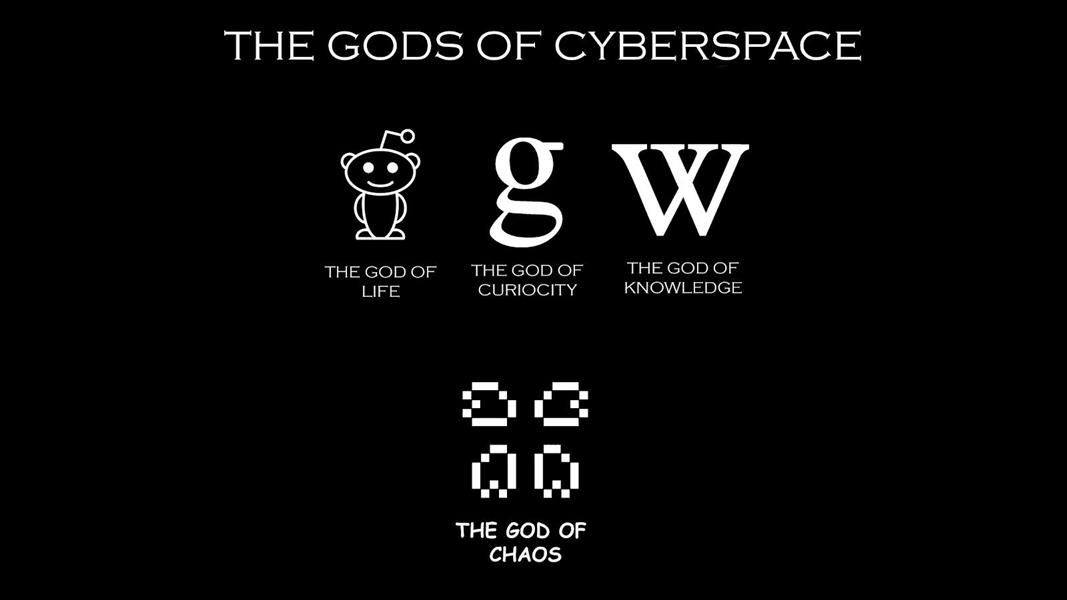 THE GODS OF CYBERSPACE
g
w
THE GOD OF
LIFE
THE GOD OF
CURIOCITY
THE GOD OF
KNOWLEDGE
THE GOD OF
CHAOS